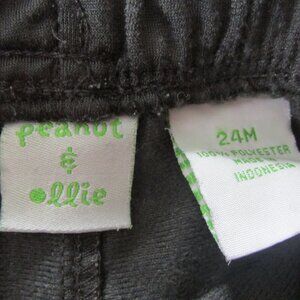 peanut
&
ollie
24M
100% POLYESTER
MADE IN
INDONESIA